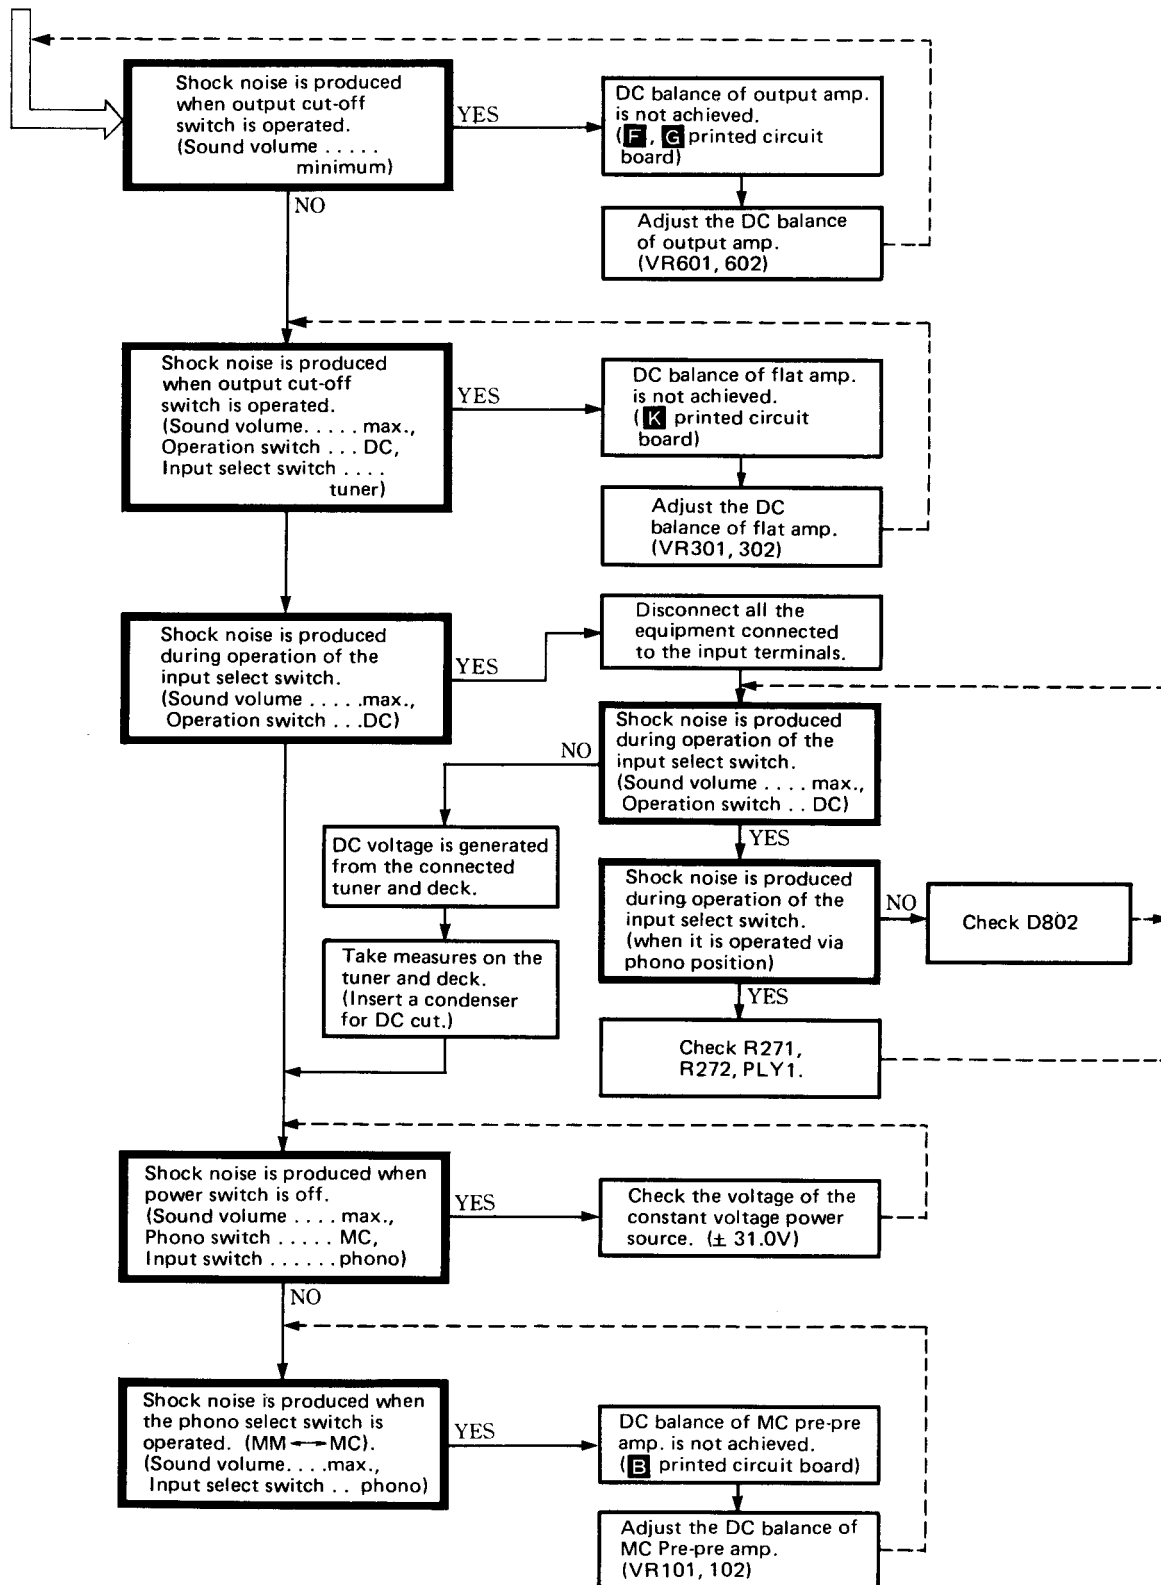 Shock noise is produced
when output cut-off
switch is operated.
(Sound volume . . . . .
minimum)
YES
DC balance of output amp.
is not achieved.
(F, G printed circuit
board)
NO
Adjust the DC balance
of output amp.
(VR601, 602)
Shock noise is produced
when output cut-off
switch is operated.
(Sound volume. . . . . max.,
Operation switch . . . DC,
Input select switch . . . .
tuner)
YES
DC balance of flat amp.
is not achieved.
(K printed circuit
board)
Adjust the DC
balance of flat amp.
(VR301, 302)
Shock noise is produced
during operation of the
input select switch.
(Sound volume . . . . .max.,
Operation switch . . .DC)
YES
Disconnect all the
equipment connected
to the input terminals.
Shock noise is produced
during operation of the
input select switch.
(Sound volume . . . . max.,
Operation switch . . DC)
NO
YES
DC voltage is generated
from the connected
tuner and deck.
Take measures on the
tuner and deck.
(Insert a condenser
for DC cut.)
Shock noise is produced
during operation of the
input select switch.
(when it is operated via
phono position)
NO
Check D802
YES
Check R271,
R272, PLY1.
Shock noise is produced when
power switch is off.
(Sound volume . . . . max.,
Phono switch . . . . . MC,
Input switch . . . . . . phono)
YES
Check the voltage of the
constant voltage power
source. (± 31.0V)
NO
Shock noise is produced when
the phono select switch is
operated. (MM ↔ MC).
(Sound volume. . . .max.,
Input select switch . . phono)
YES
DC balance of MC pre-pre
amp. is not achieved.
(B printed circuit board)
Adjust the DC balance of
MC Pre-pre amp.
(VR101, 102)